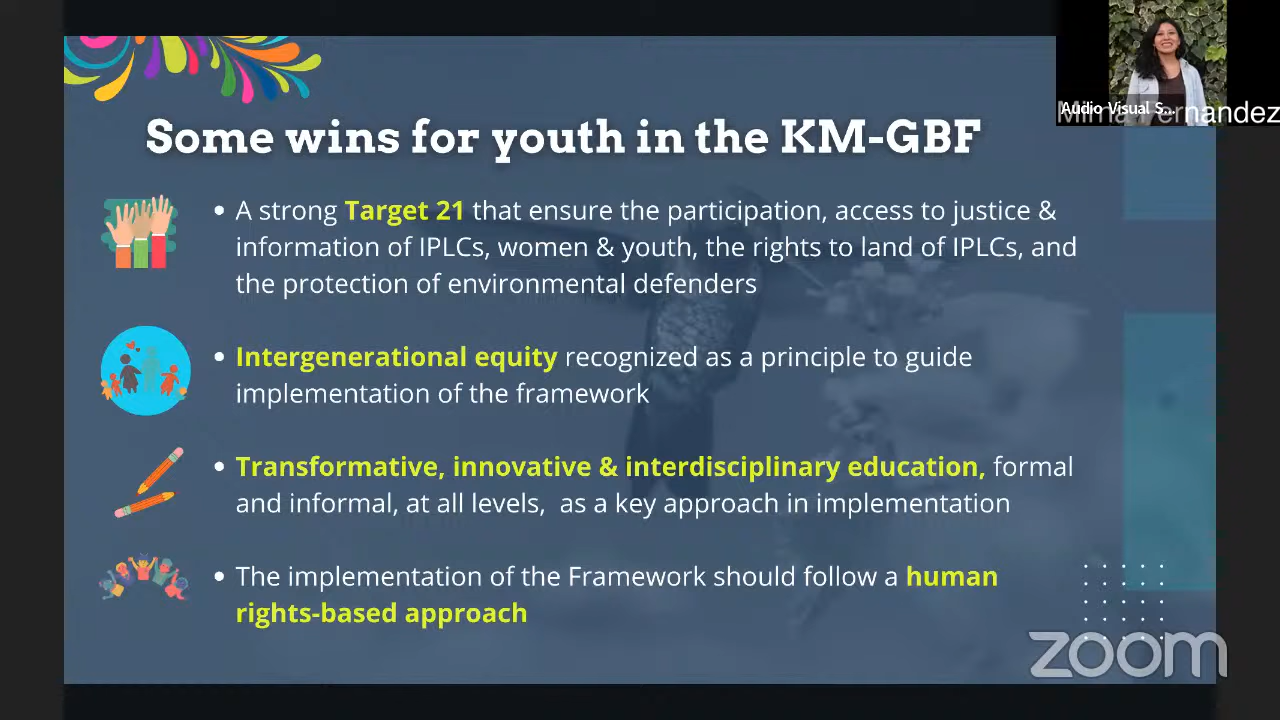 Audio Visual S...
ernandez
Some wins for youth in the KM-GBF
• A strong Target 21 that ensure the participation, access to justice &
information of IPLCs, women & youth, the rights to land of IPLCs, and
the protection of environmental defenders
• Intergenerational equity recognized as a principle to guide
implementation of the framework
• Transformative, innovative & interdisciplinary education, formal
and informal, at all levels,  as a key approach in implementation
• The implementation of the Framework should follow a human
rights-based approach
zoom